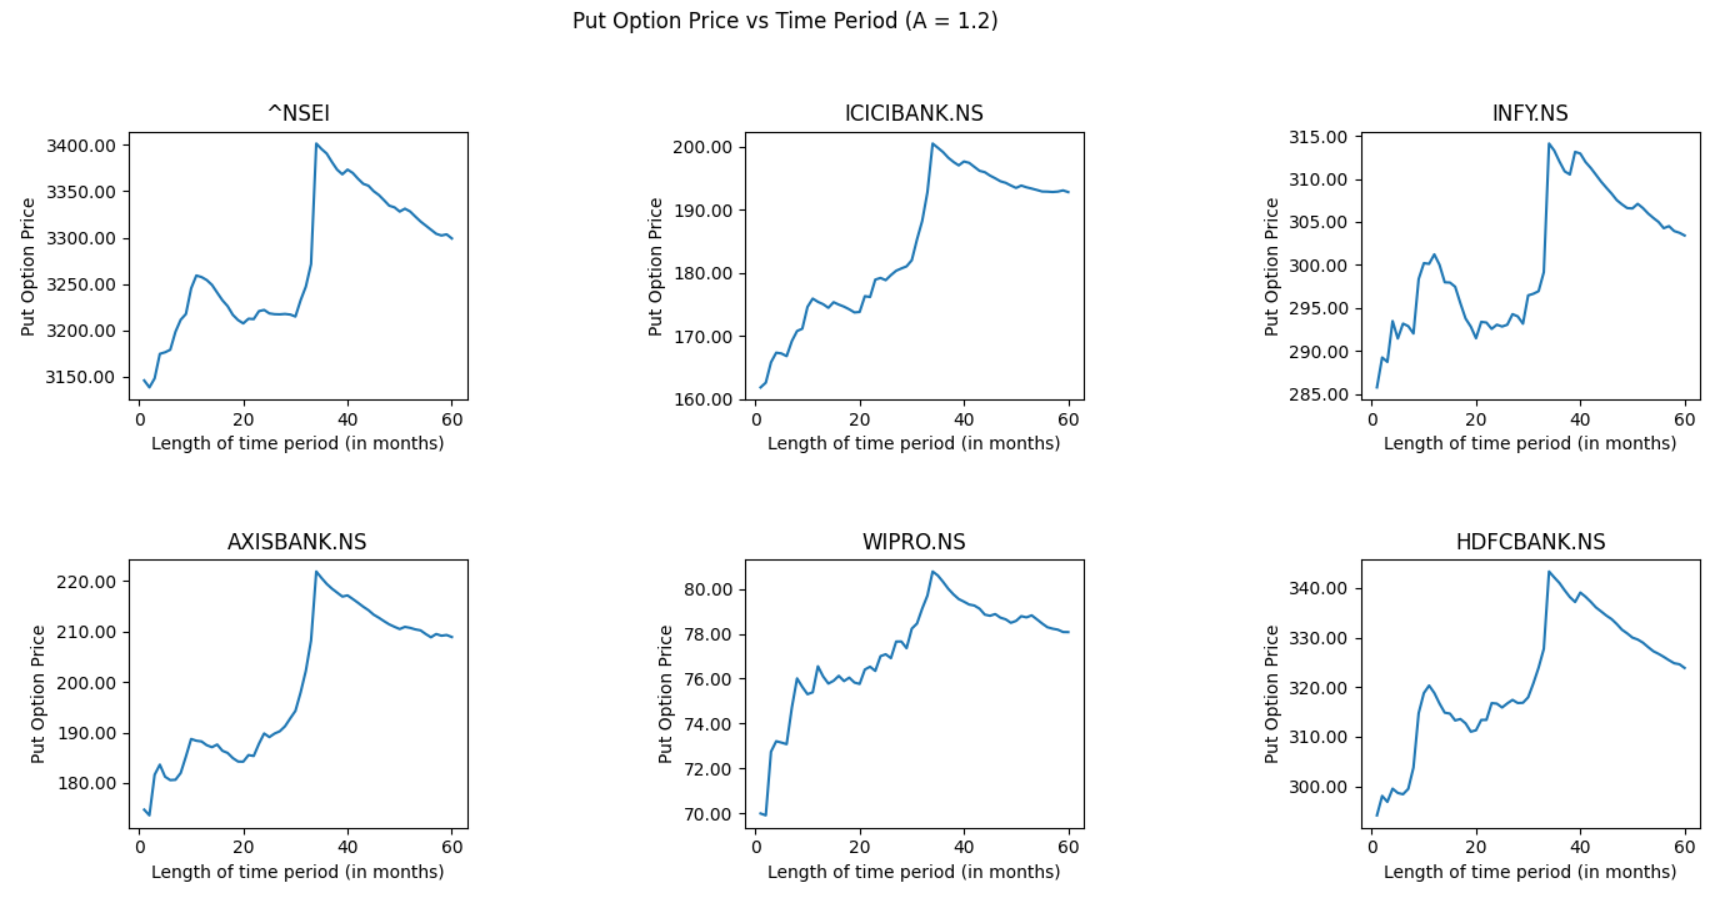 Put Option Price vs Time Period (A = 1.2)
^NSEI
3400.00
3350.00
3300.00
3250.00
3200.00
3150.00
Put Option Price
0 20 40 60
Length of time period (in months)
ICICIBANK.NS
200.00
190.00
180.00
170.00
160.00
Put Option Price
0 20 40 60
Length of time period (in months)
INFY.NS
315.00
310.00
305.00
300.00
295.00
290.00
285.00
Put Option Price
0 20 40 60
Length of time period (in months)
AXISBANK.NS
220.00
210.00
200.00
190.00
180.00
Put Option Price
0 20 40 60
Length of time period (in months)
WIPRO.NS
80.00
78.00
76.00
74.00
72.00
70.00
Put Option Price
0 20 40 60
Length of time period (in months)
HDFCBANK.NS
340.00
330.00
320.00
310.00
300.00
Put Option Price
0 20 40 60
Length of time period (in months)